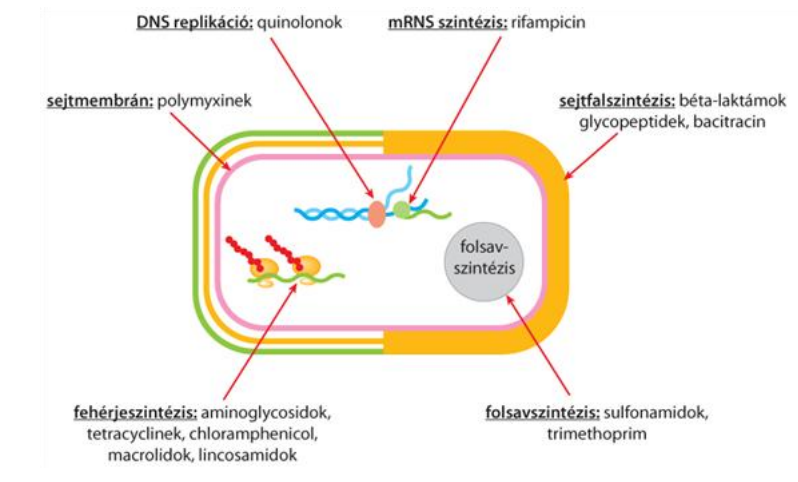 DNS replikáció: quinolonok
mRNS szintézis: rifampicin
sejtmembrán: polymyxinek
sejtfalszintézis: béta-laktámok
glycopeptidek, bacitracin
folsav-
szintézis
fehérjeszintézis: aminoglycosidok,
tetracyclinek, chloramphenicol,
macrolidok, lincosamidok
folsavszintézis: sulfonamidok,
trimethoprim